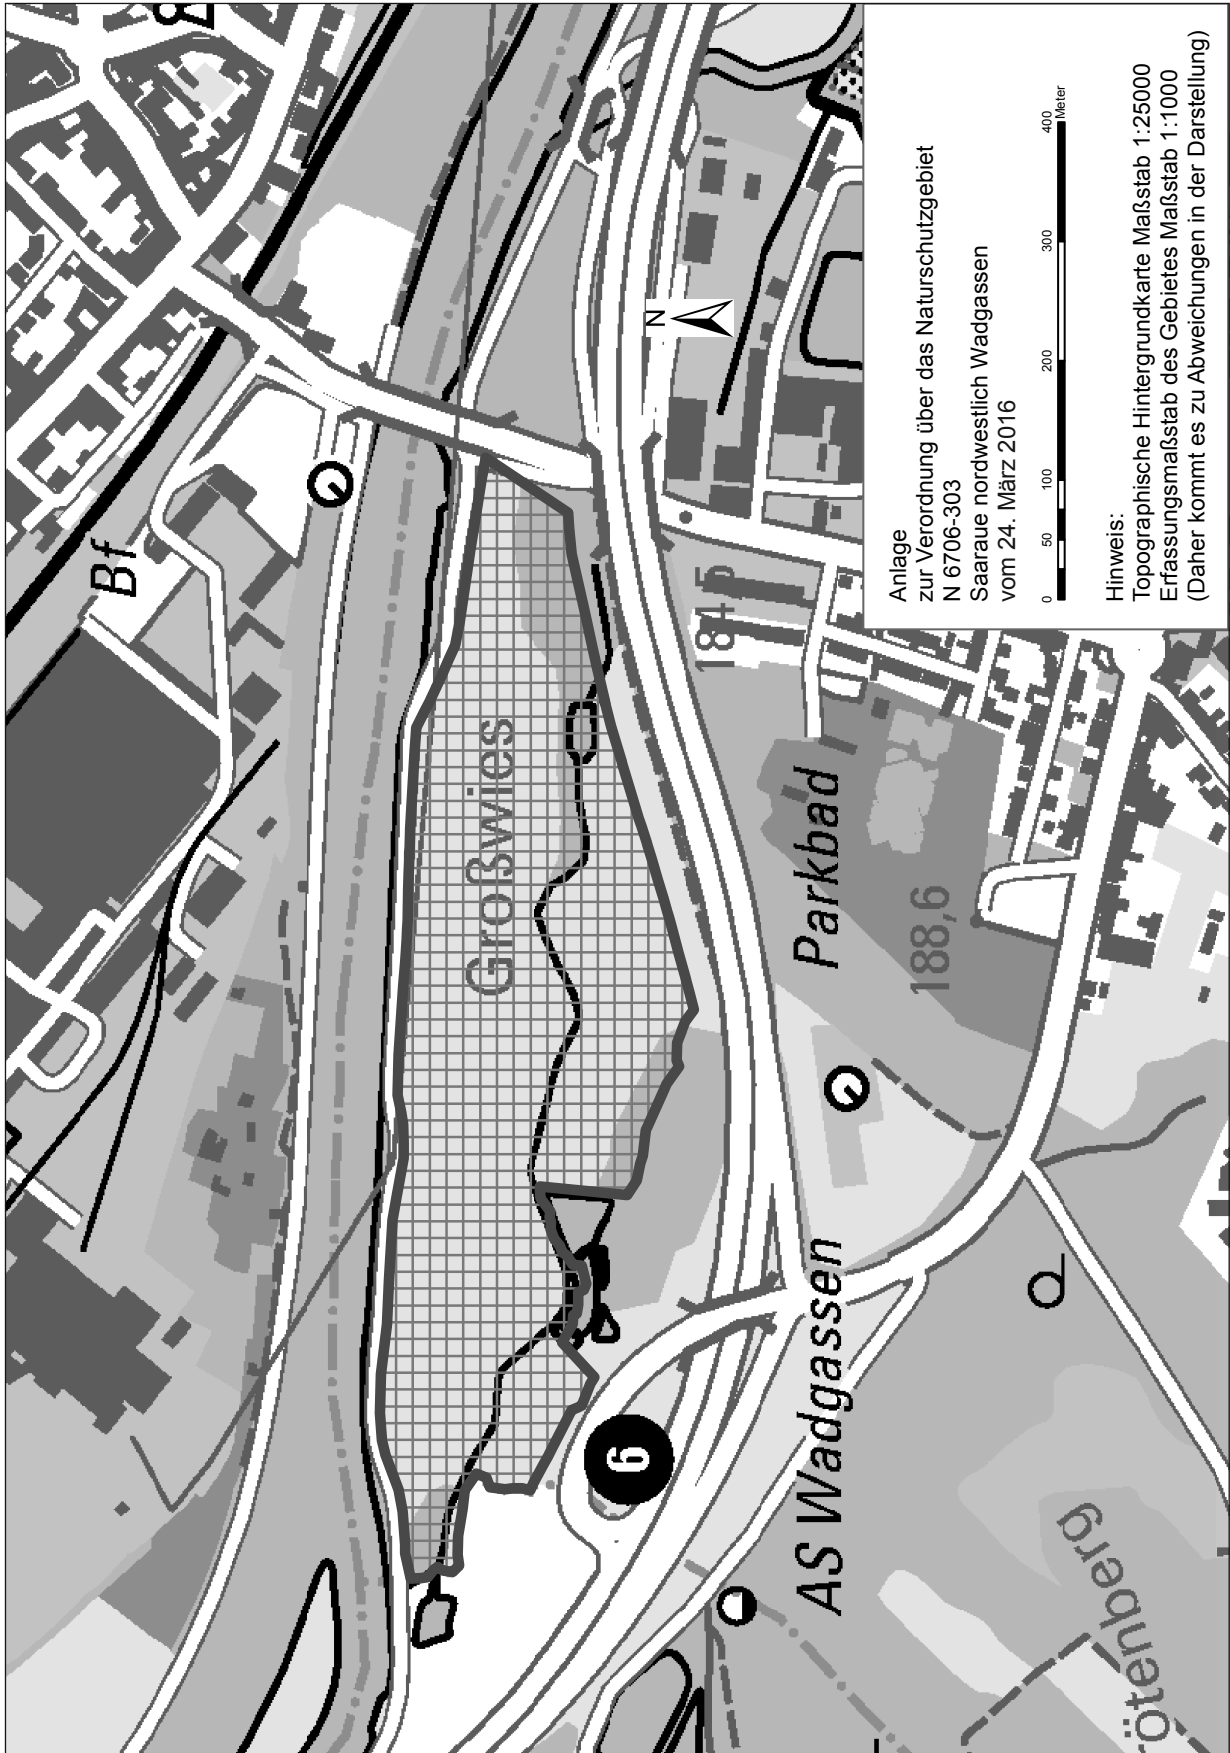 Bf
Großwies
184,5
Parkbad
188,6
6
AS Wadgassen
ötenberg
N
Anlage
zur Verordnung über das Naturschutzgebiet
N 6706-303
Saaraue nordwestlich Wadgassen
vom 24. März 2016
0 50 100 200 300 400
Meter
Hinweis:
Topographische Hintergrundkarte Maßstab 1:25000
Erfassungsmaßstab des Gebietes Maßstab 1:1000
(Daher kommt es zu Abweichungen in der Darstellung)